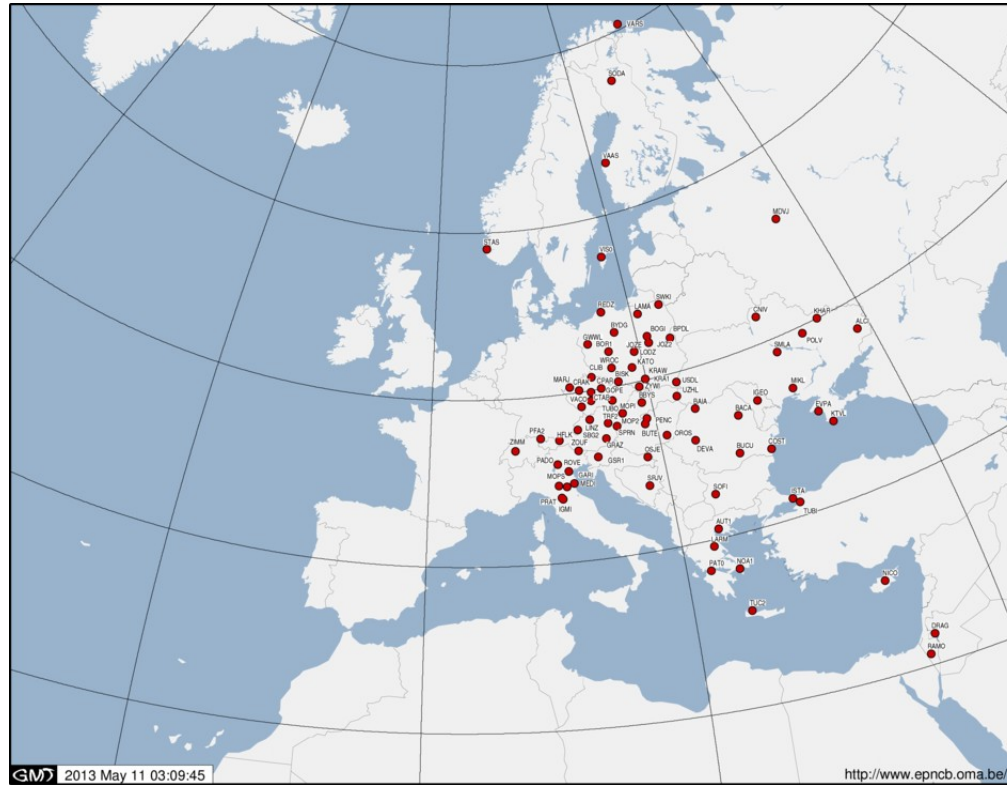 VARS
SODA
VAAS
MDVJ
STAS
VIS0
SWKI
REDZ
LAMA
CNIV
KHAR
ALCI
BYDG
BOGI
BPDL
POLV
GWWL
BOR1
JOZE
JOZ2
LODZ
SMLA
WROC
KATO
CLIB
BISK
KRAW
KRA1
USDL
MARJ
CRAK
CPAR
GOPE
ZYWI
UZHL
MIKL
CTAB
SBYS
IGEO
VACO
TUBO
MOPI
BAIA
BACA
EVPA
KTVL
TRF2
MOP2
PENC
LINZ
SPRN
PFA2
HFLK
SBG2
BUTE
OROS
ZIMM
ZOUF
GRAZ
DEVA
BUCU
COST
PADO
ROVE
GSR1
OSJE
MOPS
GARI
MSEL
SRJV
SOFI
PRAT
IGMI
ISTA
TUBI
AUT1
LARM
PAT0
NOA1
NICO
TUC2
DRAG
RAMO
GMT 2013 May 11 03:09:45
http://www.epncb.oma.be/